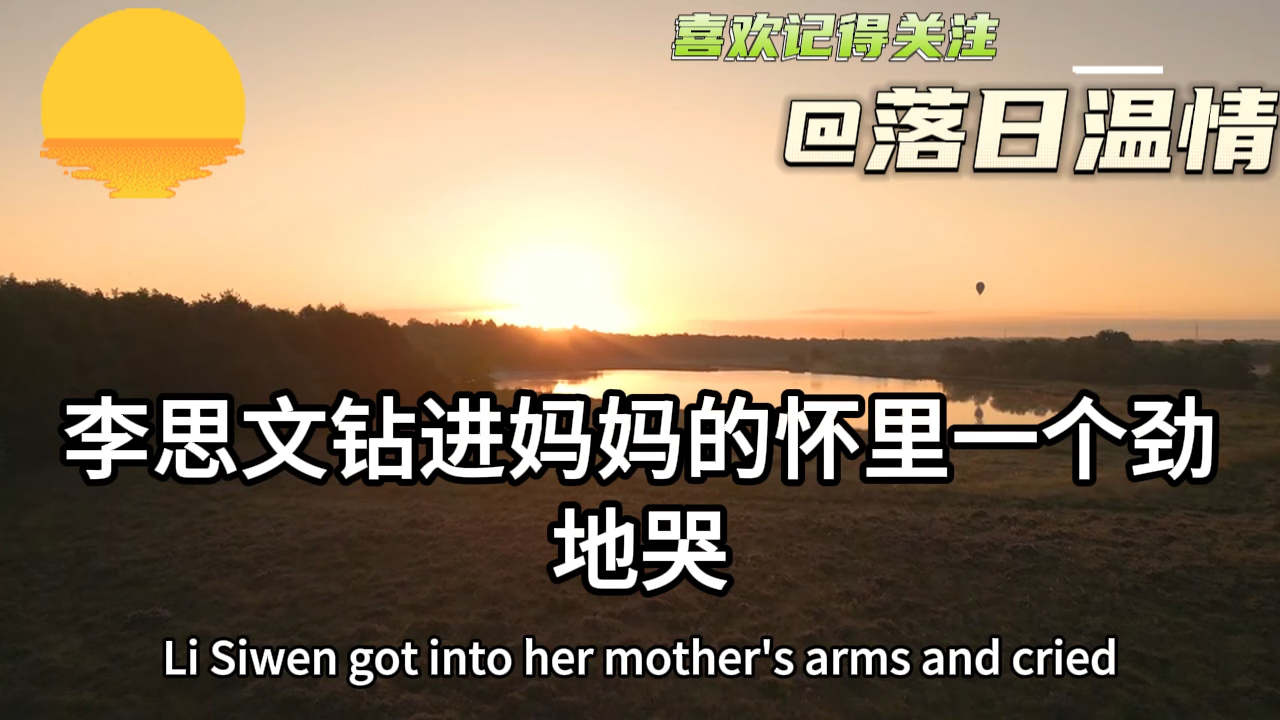 喜欢记得关注
@落日温情
李思文钻进妈妈的怀里一个劲
地哭
Li Siwen got into her mother's arms and cried